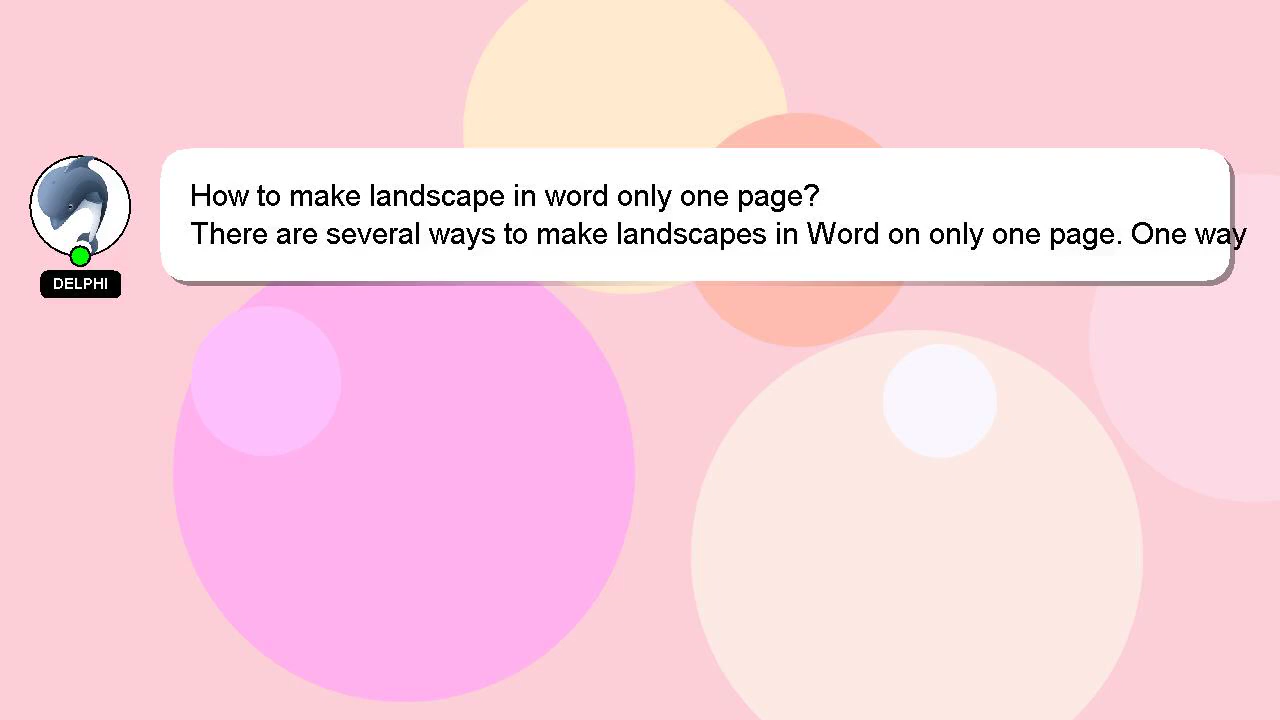 How to make landscape in word only one page?
There are several ways to make landscapes in Word on only one page. One way
DELPHI